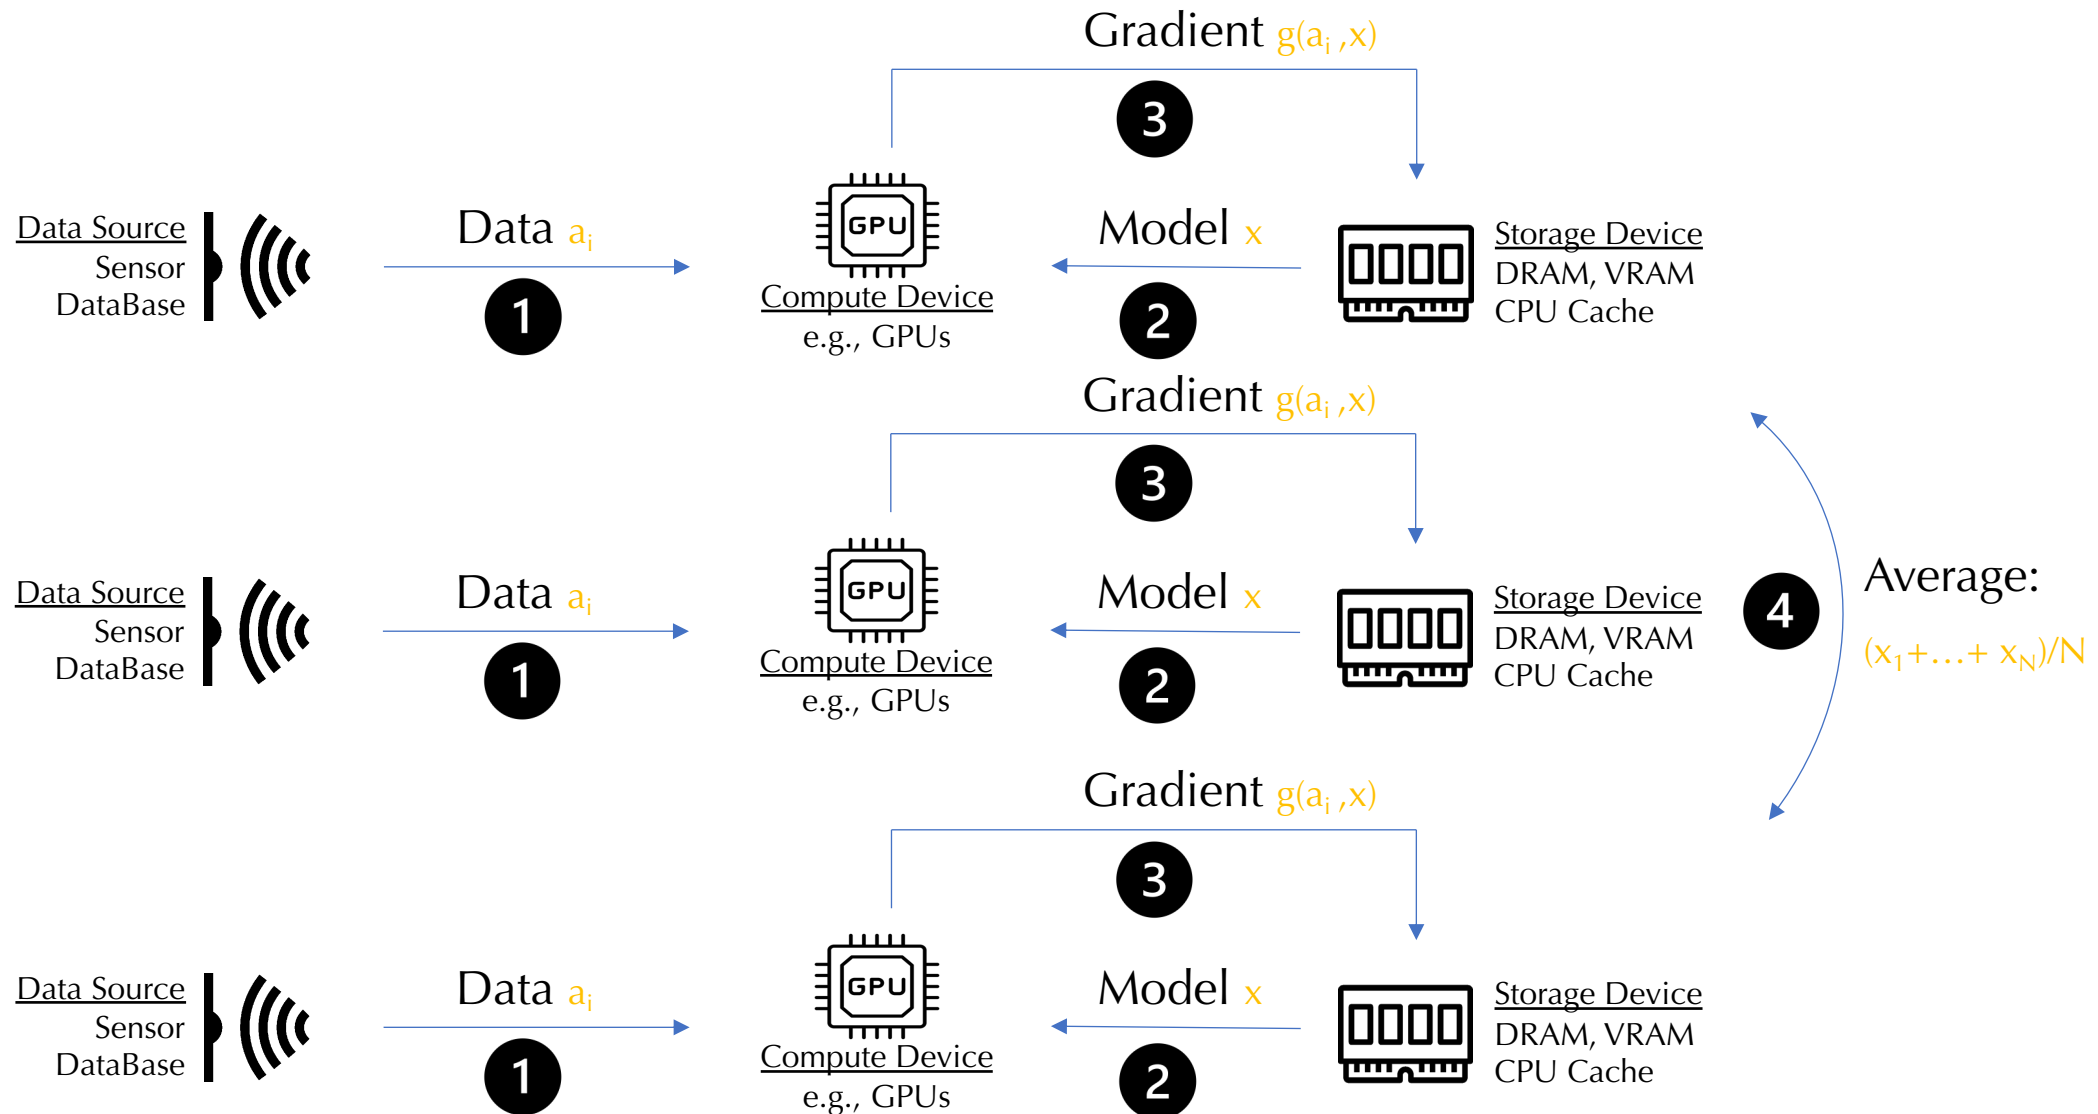 Gradient g(aᵢ ,x)
3
Data Source
Sensor
DataBase
Data aᵢ
1
GPU
Compute Device
e.g., GPUs
Model x
2
Storage Device
DRAM, VRAM
CPU Cache
Gradient g(aᵢ ,x)
3
Data Source
Sensor
DataBase
Data aᵢ
1
GPU
Compute Device
e.g., GPUs
Model x
2
Storage Device
DRAM, VRAM
CPU Cache
4
Average:
(x₁+...+ x_N)/N
Gradient g(aᵢ ,x)
3
Data Source
Sensor
DataBase
Data aᵢ
1
GPU
Compute Device
e.g., GPUs
Model x
2
Storage Device
DRAM, VRAM
CPU Cache